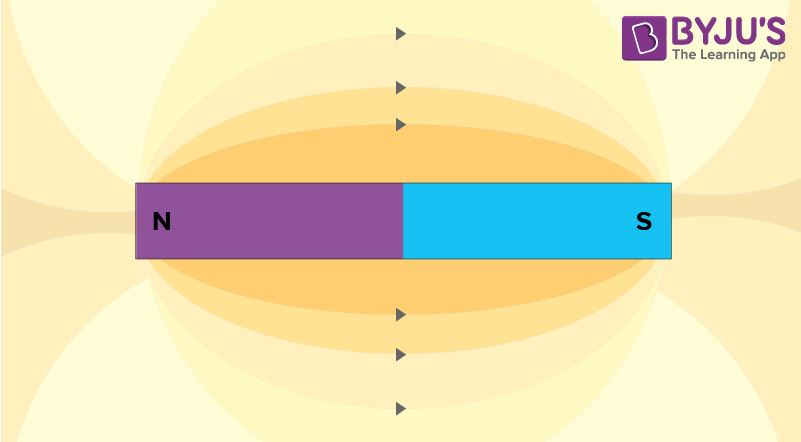 BYJU'S
The Learning App
N
S